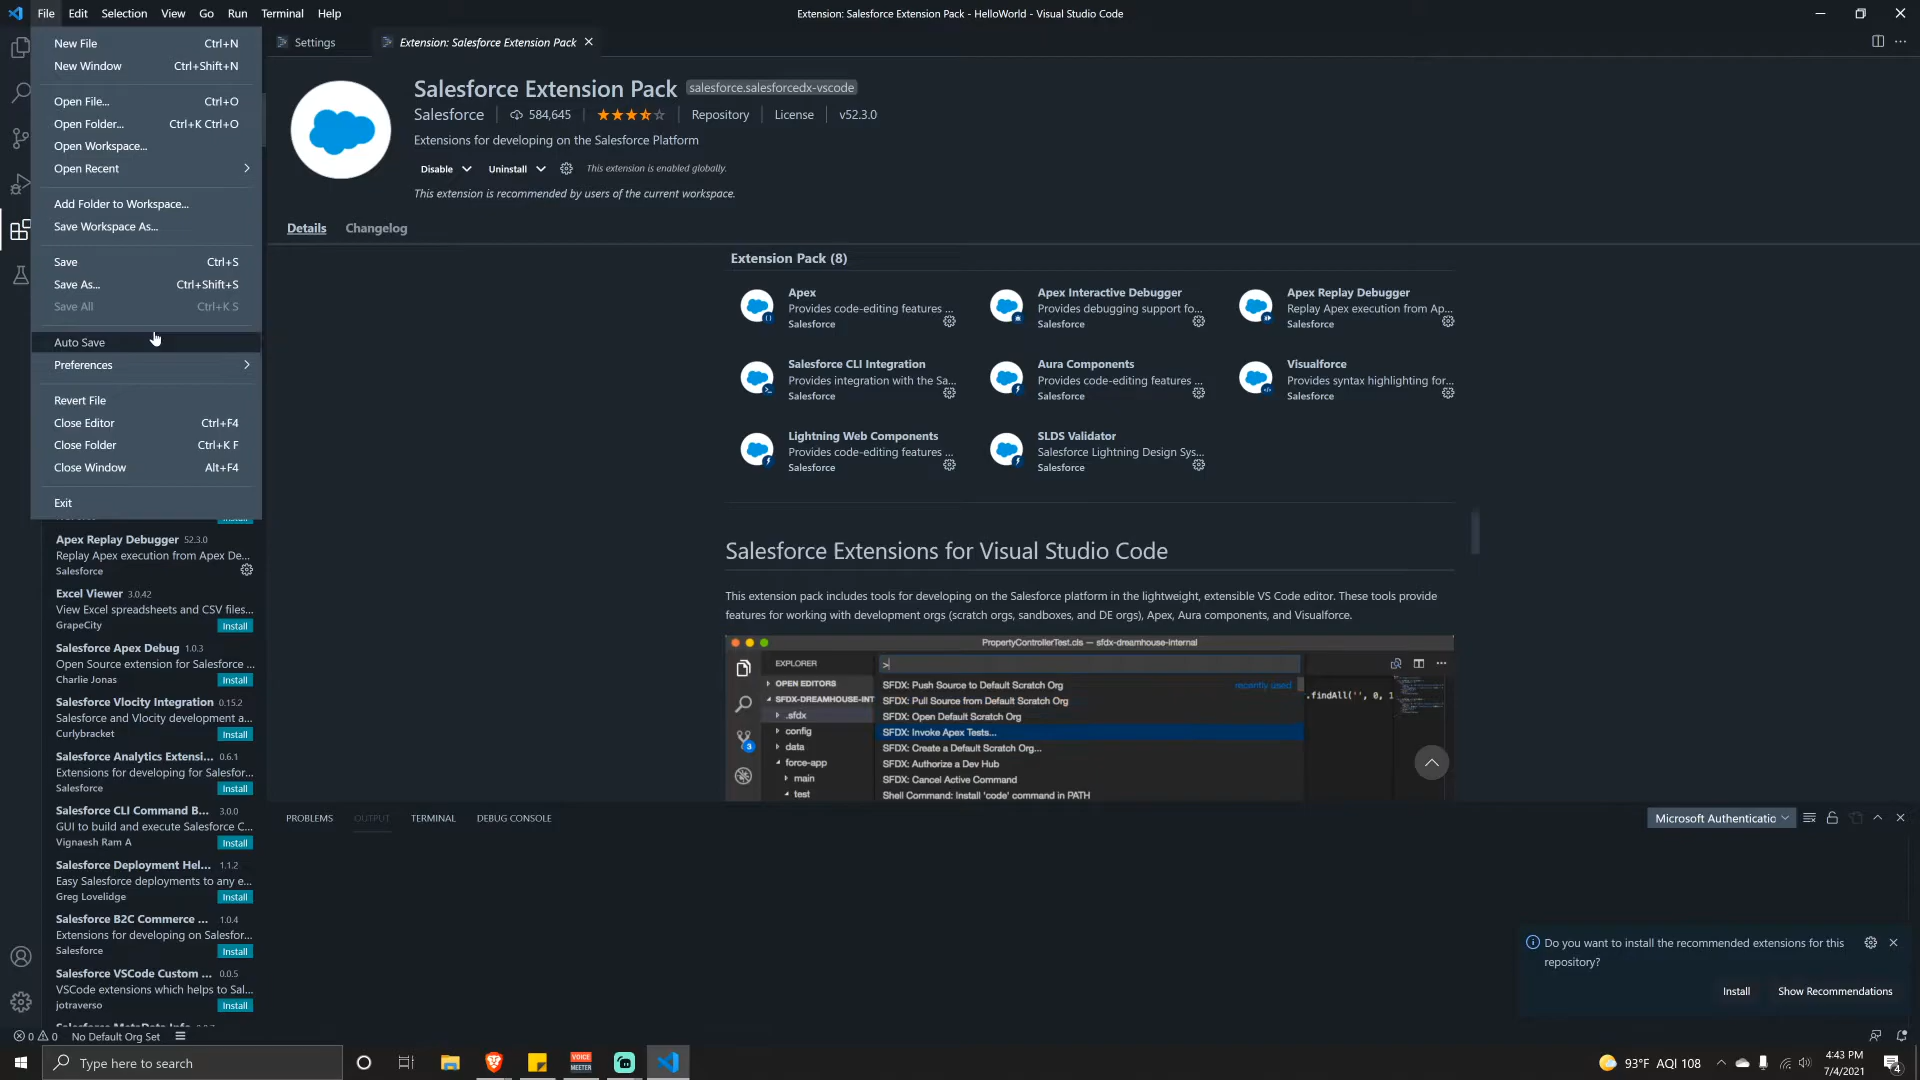 File Edit Selection View Go Run Terminal Help
Extension: Salesforce Extension Pack - HelloWorld - Visual Studio Code
New File Ctrl+N
New Window Ctrl+Shift+N
Open File... Ctrl+O
Open Folder... Ctrl+K Ctrl+O
Open Workspace...
Open Recent
Add Folder to Workspace...
Save Workspace As...
Save Ctrl+S
Save As... Ctrl+Shift+S
Save All Ctrl+K S
Auto Save
Preferences
Revert File
Close Editor Ctrl+F4
Close Folder Ctrl+K F
Close Window Alt+F4
Exit
Apex Replay Debugger 52.3.0
Replay Apex execution from Apex De...
Salesforce
Excel Viewer 3.0.42
View Excel spreadsheets and CSV files...
GrapeCity Install
Salesforce Apex Debug 1.0.3
Open Source extension for Salesforce ...
Charlie Jonas Install
Salesforce Vlocity Integration 0.15.2
Salesforce and Vlocity development a...
Curlybracket Install
Salesforce Analytics Extensi... 0.6.1
Extensions for developing for Salesfor...
Salesforce Install
Salesforce CLI Command B... 3.0.0
GUI to build and execute Salesforce C...
Vignaesh Ram A Install
Salesforce Deployment Hel... 1.1.2
Easy Salesforce deployments to any e...
Greg Lovelidge Install
Salesforce B2C Commerce ... 1.0.4
Extensions for developing on Salesfor...
Salesforce Install
Salesforce VSCode Custom ... 0.0.5
VSCode extensions which helps to Sal...
jotraverso Install
Settings
Extension: Salesforce Extension Pack
Salesforce Extension Pack salesforce.salesforcedx-vscode
Salesforce 584,645 Repository License v52.3.0
Extensions for developing on the Salesforce Platform
Disable Uninstall This extension is enabled globally.
This extension is recommended by users of the current workspace.
Details Changelog
Extension Pack (8)
Apex
Provides code-editing features ...
Salesforce
Apex Interactive Debugger
Provides debugging support fo...
Salesforce
Apex Replay Debugger
Replay Apex execution from Ap...
Salesforce
Salesforce CLI Integration
Provides integration with the Sa...
Salesforce
Aura Components
Provides code-editing features ...
Salesforce
Visualforce
Provides syntax highlighting for...
Salesforce
Lightning Web Components
Provides code-editing features ...
Salesforce
SLDS Validator
Salesforce Lightning Design Sys...
Salesforce
Salesforce Extensions for Visual Studio Code
This extension pack includes tools for developing on the Salesforce platform in the lightweight, extensible VS Code editor. These tools provide
features for working with development orgs (scratch orgs, sandboxes, and DE orgs), Apex, Aura components, and Visualforce.
PropertyControllerTest.cls — sfdx-dreamhouse-internal
EXPLORER
OPEN EDITORS
SFDX-DREAMHOUSE-INT
.sfdx
config
data
force-app
main
test
3
>
SFDX: Push Source to Default Scratch Org recently used
SFDX: Pull Source from Default Scratch Org
SFDX: Open Default Scratch Org
SFDX: Invoke Apex Tests...
SFDX: Create a Default Scratch Org...
SFDX: Authorize a Dev Hub
SFDX: Cancel Active Command
Shell Command: Install 'code' command in PATH
.findAll('', 0, 1
PROBLEMS OUTPUT TERMINAL DEBUG CONSOLE
Microsoft Authenticatic
Do you want to install the recommended extensions for this
repository?
Install Show Recommendations
0 0 No Default Org Set
Type here to search
VOICE
MEETER
93°F AQI 108
4:43 PM
7/4/2021
4